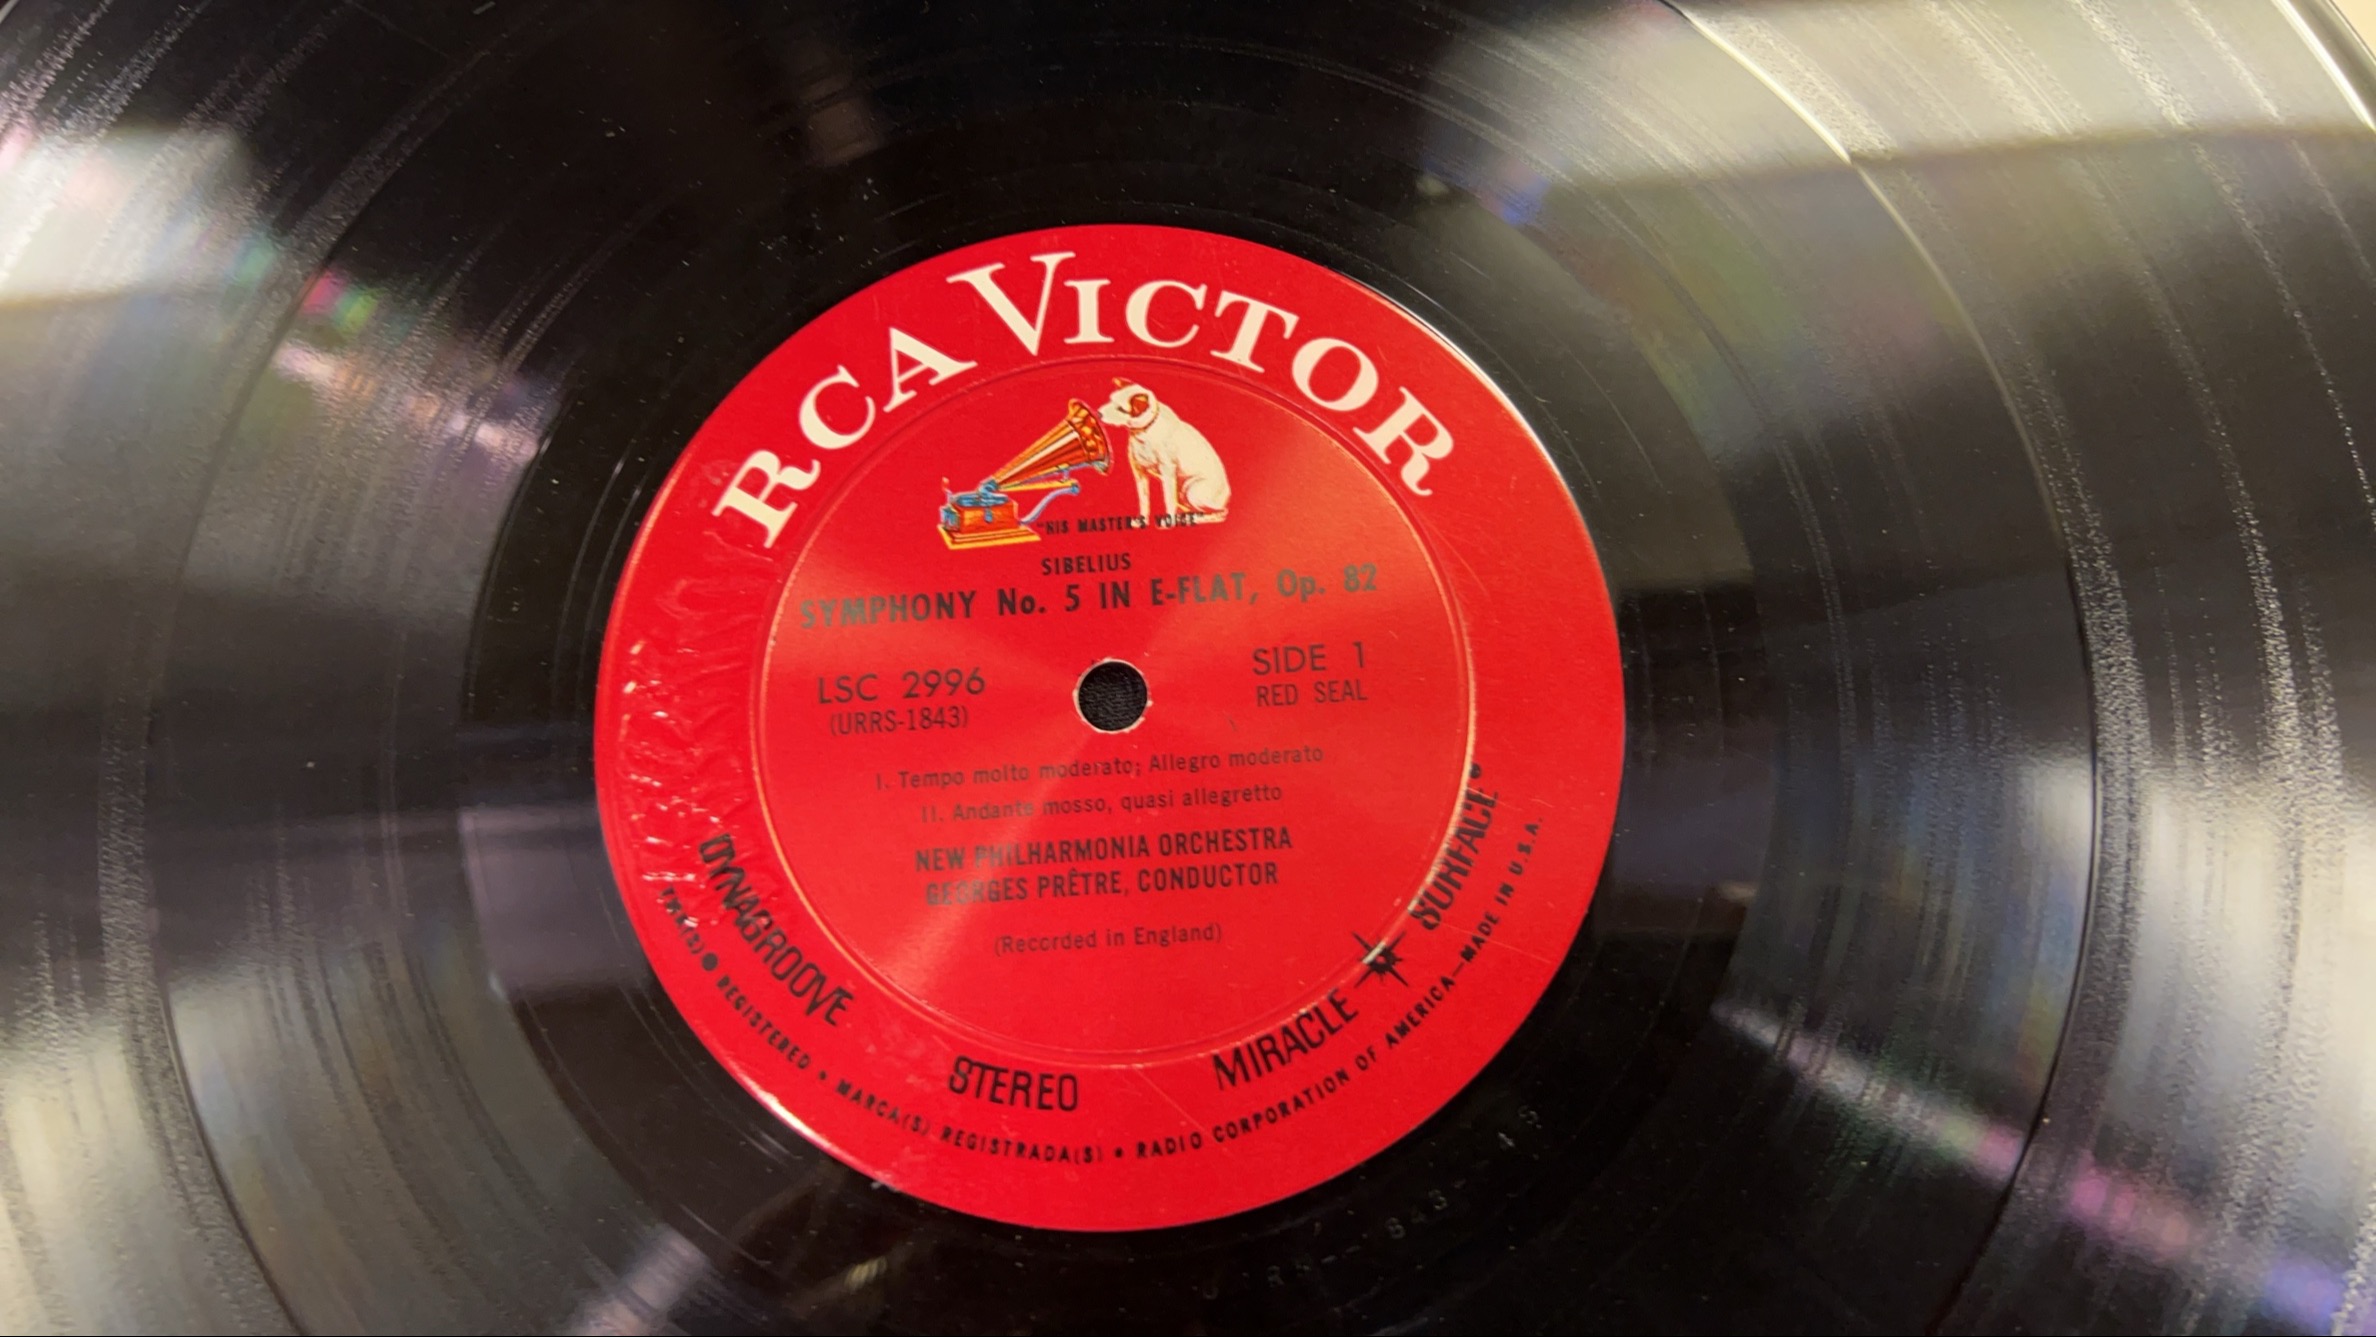 RCA VICTOR
"HIS MASTER'S VOICE"
SIBELIUS
SYMPHONY No. 5 IN E-FLAT, Op. 82
LSC 2996
(URRS-1843)
SIDE 1
RED SEAL
I. Tempo molto moderato; Allegro moderato
II. Andante mosso, quasi allegretto
NEW PHILHARMONIA ORCHESTRA
GEORGES PRÊTRE, CONDUCTOR
(Recorded in England)
DYNAGROOVE
STEREO
MIRACLE SURFACE
TMK(S) ® REGISTERED • MARCA(S) REGISTRADA(S) • RADIO CORPORATION OF AMERICA—MADE IN U.S.A.